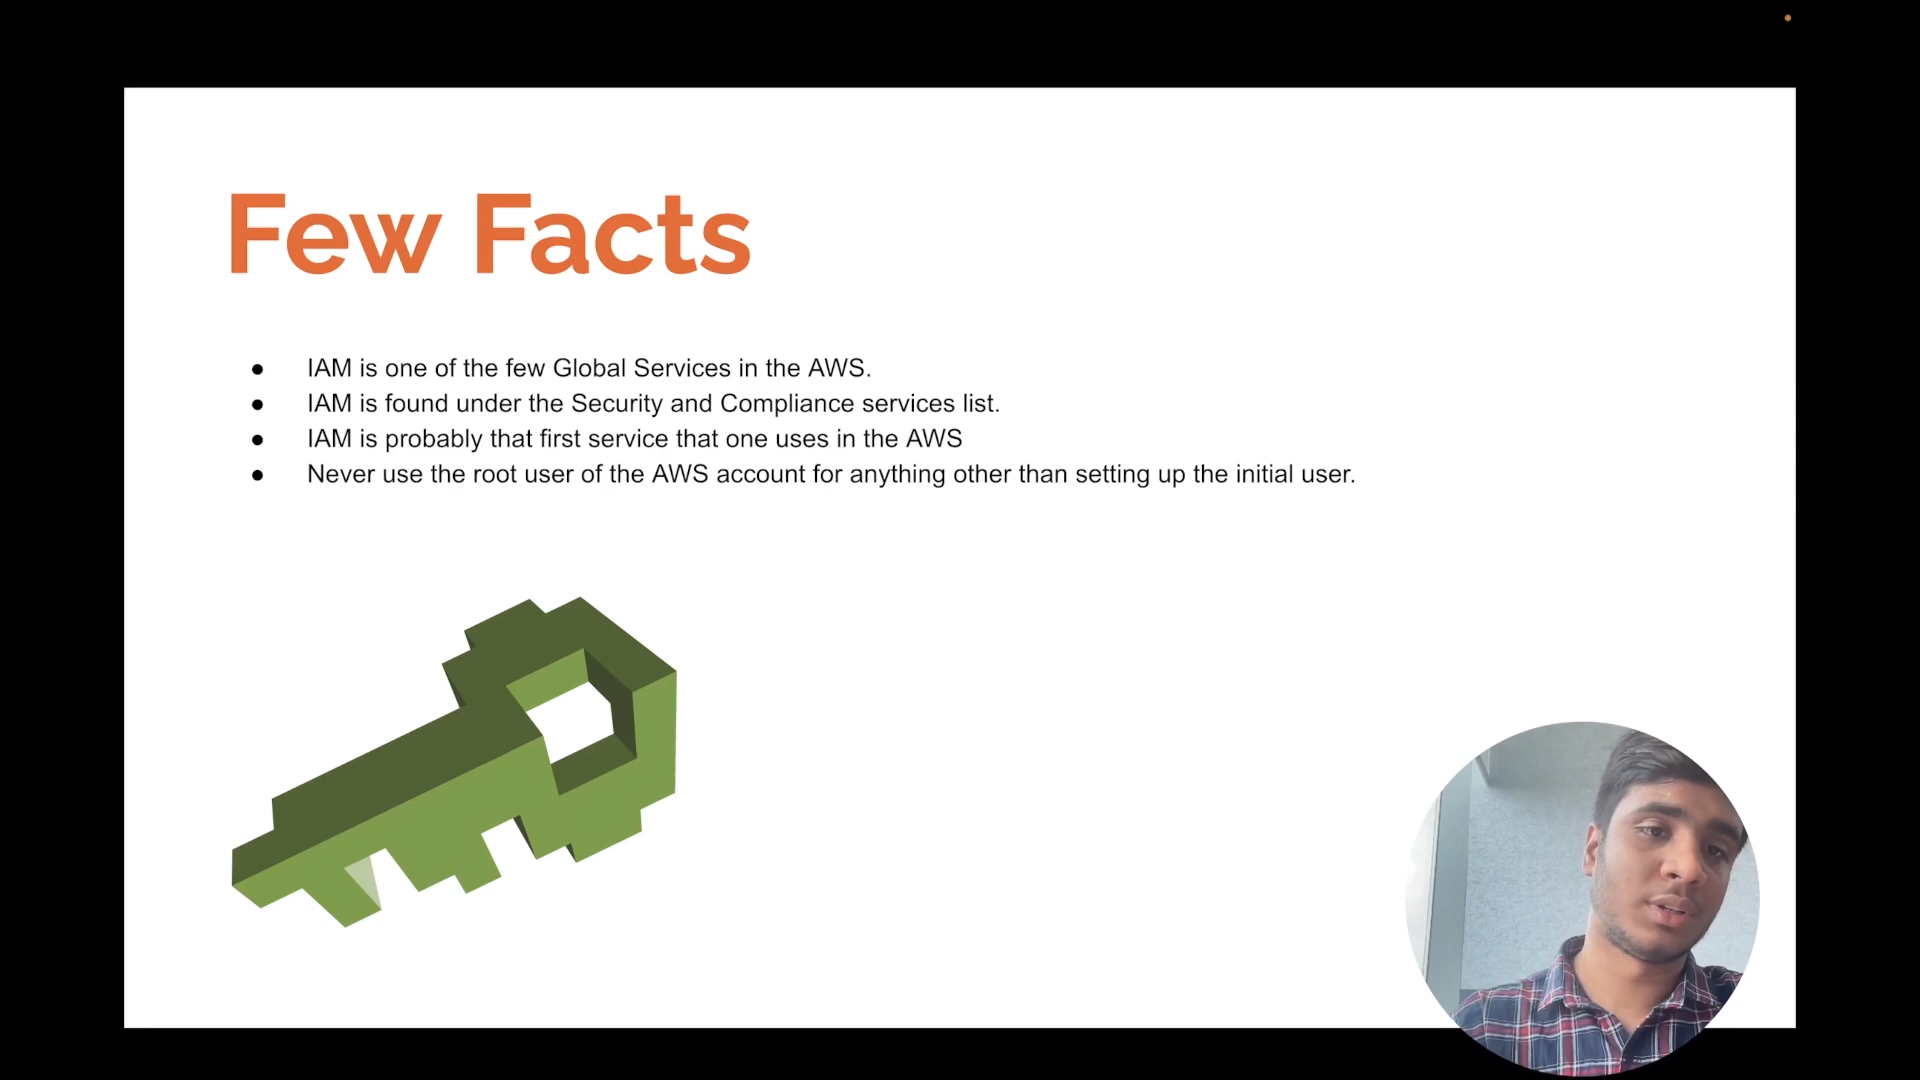 Few Facts
● IAM is one of the few Global Services in the AWS.
● IAM is found under the Security and Compliance services list.
● IAM is probably that first service that one uses in the AWS
● Never use the root user of the AWS account for anything other than setting up the initial user.